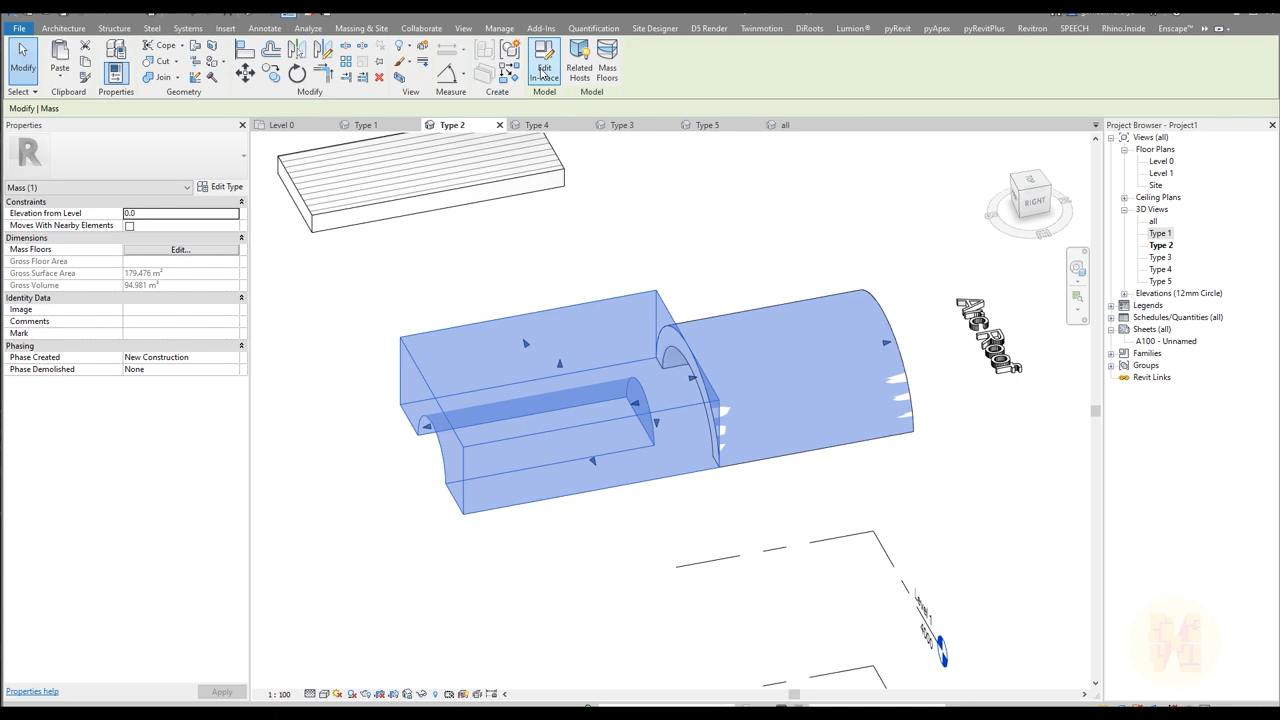 File Architecture Structure Steel Systems Insert Annotate Analyze Massing & Site Collaborate View Manage Add-Ins Quantification Site Designer D5 Render Twinmotion DiRoots Lumion® pyRevit pyApex pyRevitPlus Revitron SPEECH Rhino.Inside Enscape™
Modify Paste Cope Cut Join Edit In-Place Related Hosts Mass Floors
Select Clipboard Properties Geometry Modify View Measure Create Model Model
Modify | Mass
Properties
Level 0 Type 1 Type 2 Type 4 Type 3 Type 5 all
Mass (1) Edit Type
Constraints
Elevation from Level 0.0
Moves With Nearby Elements
Dimensions
Mass Floors Edit...
Gross Floor Area
Gross Surface Area 179.476 m²
Gross Volume 94.981 m³
Identity Data
Image
Comments
Mark
Phasing
Phase Created New Construction
Phase Demolished None
Properties help Apply
RIGHT
Level 1
4000
1 : 100
Project Browser - Project1
Views (all)
Floor Plans
Level 0
Level 1
Site
Ceiling Plans
3D Views
all
Type 1
Type 2
Type 3
Type 4
Type 5
Elevations (12mm Circle)
Legends
Schedules/Quantities (all)
Sheets (all)
A100 - Unnamed
Families
Groups
Revit Links